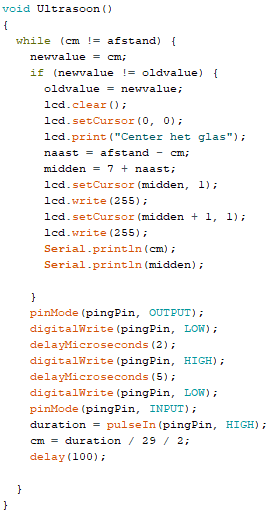 void Ultrasoon()
{
  while (cm != afstand) {
    newvalue = cm;
    if (newvalue != oldvalue) {
      oldvalue = newvalue;
      lcd.clear();
      lcd.setCursor(0, 0);
      lcd.print("Center het glas");
      naast = afstand - cm;
      midden = 7 + naast;
      lcd.setCursor(midden, 1);
      lcd.write(255);
      lcd.setCursor(midden + 1, 1);
      lcd.write(255);
      Serial.println(cm);
      Serial.println(midden);

    }
    pinMode(pingPin, OUTPUT);
    digitalWrite(pingPin, LOW);
    delayMicroseconds(2);
    digitalWrite(pingPin, HIGH);
    delayMicroseconds(5);
    digitalWrite(pingPin, LOW);
    pinMode(pingPin, INPUT);
    duration = pulseIn(pingPin, HIGH);
    cm = duration / 29 / 2;
    delay(100);

  }
}